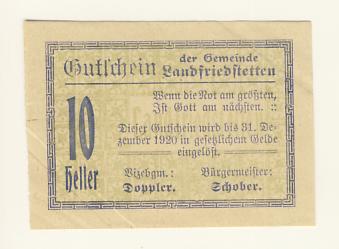 Gutschein der Gemeinde Landfriedstetten
Wenn die Not am größten,
Ist Gott am nächsten. ::
Dieser Gutschein wird bis 31. De-
zember 1920 in gesetzlichem Gelde
eingelöst.
10
Heller
Vizebgm.: Bürgermeister:
Doppler. Schober.